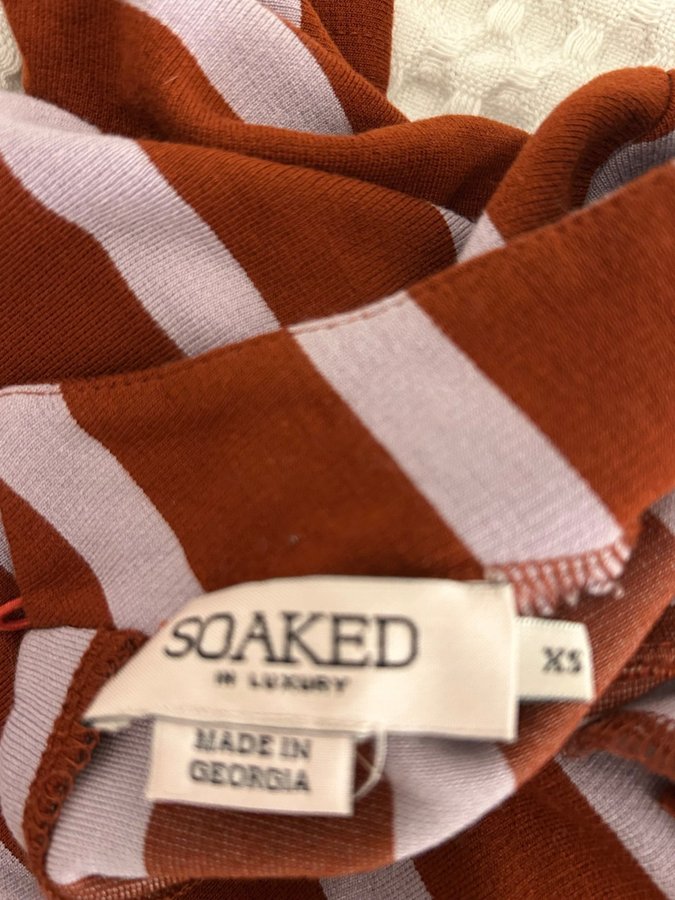 SOAKED
IN LUXURY
XS
MADE IN
GEORGIA